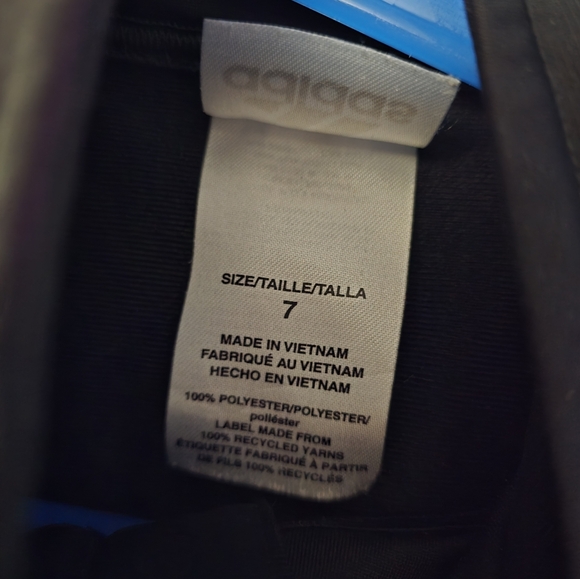 adidas
SIZE/TAILLE/TALLA
7
MADE IN VIETNAM
FABRIQUÉ AU VIETNAM
HECHO EN VIETNAM
100% POLYESTER/POLYESTER/
poliéster
LABEL MADE FROM
100% RECYCLED YARNS
ÉTIQUETTE FABRIQUÉ À PARTIR
DE FILS 100% RECYCLÉS